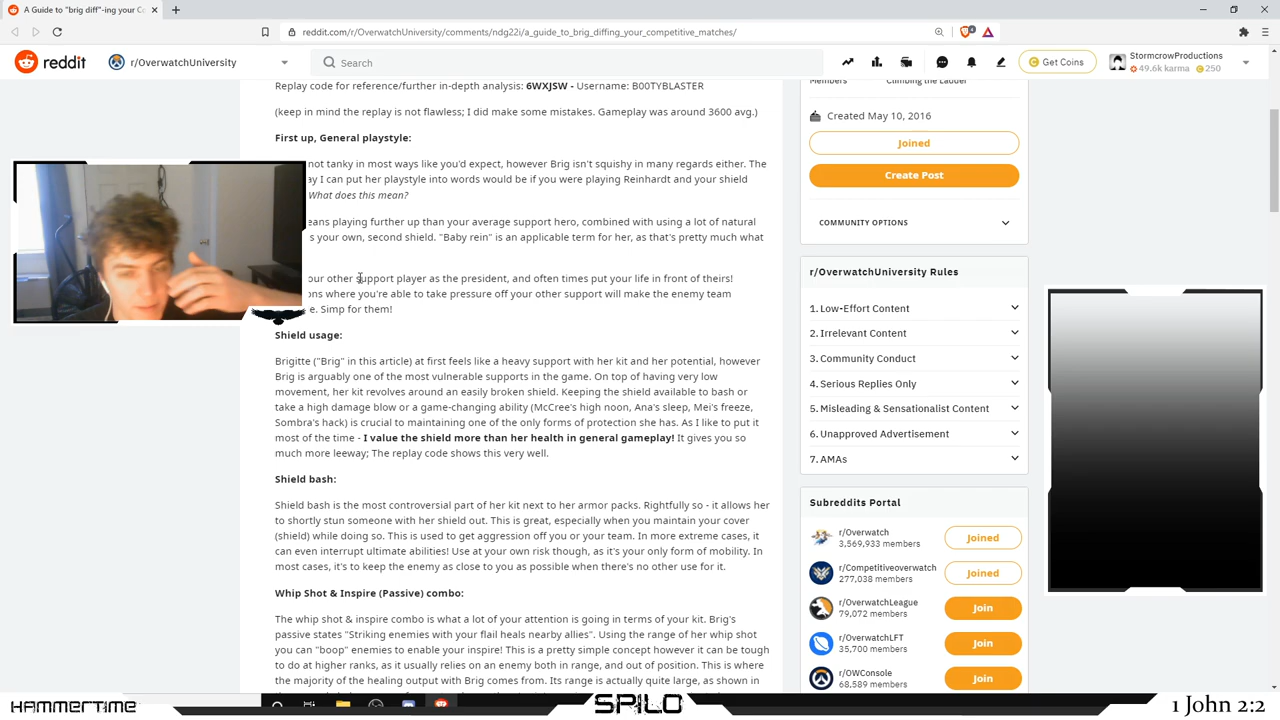 A Guide to "brig diff"-ing your C
reddit.com/r/OverwatchUniversity/comments/ndg22i/a_guide_to_brig_diffing_your_competitive_matches/
reddit
r/OverwatchUniversity
Search
Get Coins
StormcrowProductions
49.6k karma
250
Replay code for reference/further in-depth analysis: 6WXJSW - Username: B00TYBLASTER
(keep in mind the replay is not flawless; I did make some mistakes. Gameplay was around 3600 avg.)
First up, General playstyle:
not tanky in most ways like you'd expect, however Brig isn't squishy in many regards either. The
I can put her playstyle into words would be if you were playing Reinhardt and your shield
What does this mean?
eans playing further up than your average support hero, combined with using a lot of natural
s your own, second shield. "Baby rein" is an applicable term for her, as that's pretty much what
our other support player as the president, and often times put your life in front of theirs!
ns where you're able to take pressure off your other support will make the enemy team
e. Simp for them!
Shield usage:
Brigitte ("Brig" in this article) at first feels like a heavy support with her kit and her potential, however
Brig is arguably one of the most vulnerable supports in the game. On top of having very low
movement, her kit revolves around an easily broken shield. Keeping the shield available to bash or
take a high damage blow or a game-changing ability (McCree's high noon, Ana's sleep, Mei's freeze,
Sombra's hack) is crucial to maintaining one of the only forms of protection she has. As I like to put it
most of the time - I value the shield more than her health in general gameplay! It gives you so
much more leeway; The replay code shows this very well.
Shield bash:
Shield bash is the most controversial part of her kit next to her armor packs. Rightfully so - it allows her
to shortly stun someone with her shield out. This is great, especially when you maintain your cover
(shield) while doing so. This is used to get aggression off you or your team. In more extreme cases, it
can even interrupt ultimate abilities! Use at your own risk though, as it's your only form of mobility. In
most cases, it's to keep the enemy as close to you as possible when there's no other use for it.
Whip Shot & Inspire (Passive) combo:
The whip shot & inspire combo is what a lot of your attention is going in terms of your kit. Brig's
passive states "Striking enemies with your flail heals nearby allies". Using the range of her whip shot
you can "boop" enemies to enable your inspire! This is a pretty simple concept however it can be tough
to do at higher ranks, as it usually relies on an enemy both in range, and out of position. This is where
the majority of the healing output with Brig comes from. Its range is actually quite large, as shown in
Members
Climbing the Ladder
Created May 10, 2016
Joined
Create Post
COMMUNITY OPTIONS
r/OverwatchUniversity Rules
1. Low-Effort Content
2. Irrelevant Content
3. Community Conduct
4. Serious Replies Only
5. Misleading & Sensationalist Content
6. Unapproved Advertisement
7. AMAs
Subreddits Portal
r/Overwatch
3,569,933 members
Joined
r/Competitiveoverwatch
277,038 members
Joined
r/OverwatchLeague
79,072 members
Join
r/OverwatchLFT
35,700 members
Join
r/OWConsole
68,589 members
Join
HAMMERTIME
SPILO
1 John 2:2